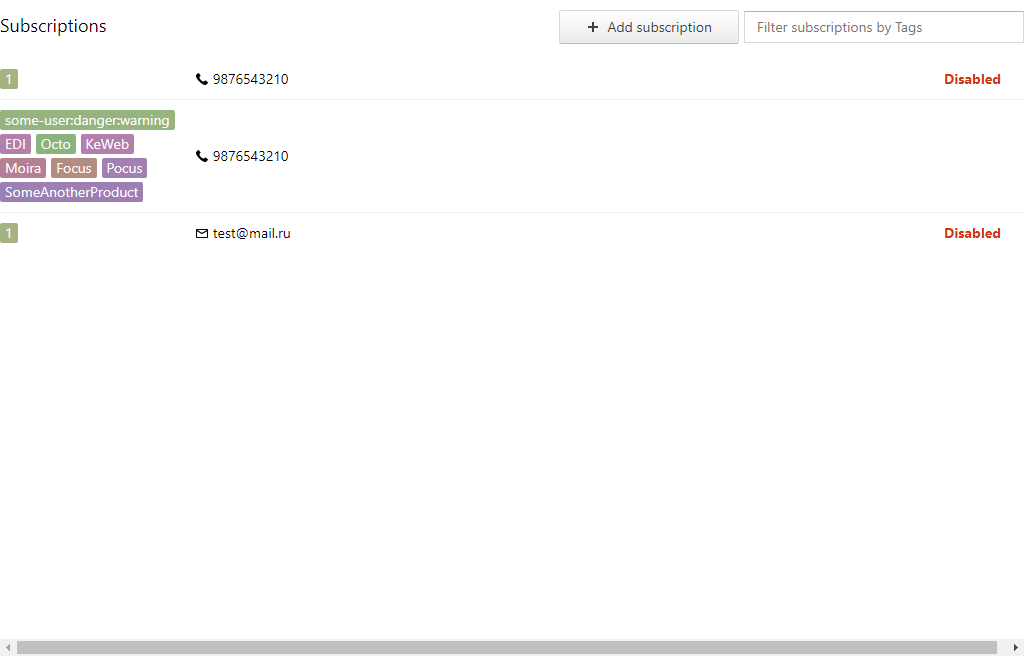 Subscriptions
Add subscription
Filter subscriptions by Tags
1
9876543210
Disabled
some-user:danger:warning
EDI Octo KeWeb
9876543210
Moira Focus Pocus
SomeAnotherProduct
1
test@mail.ru
Disabled